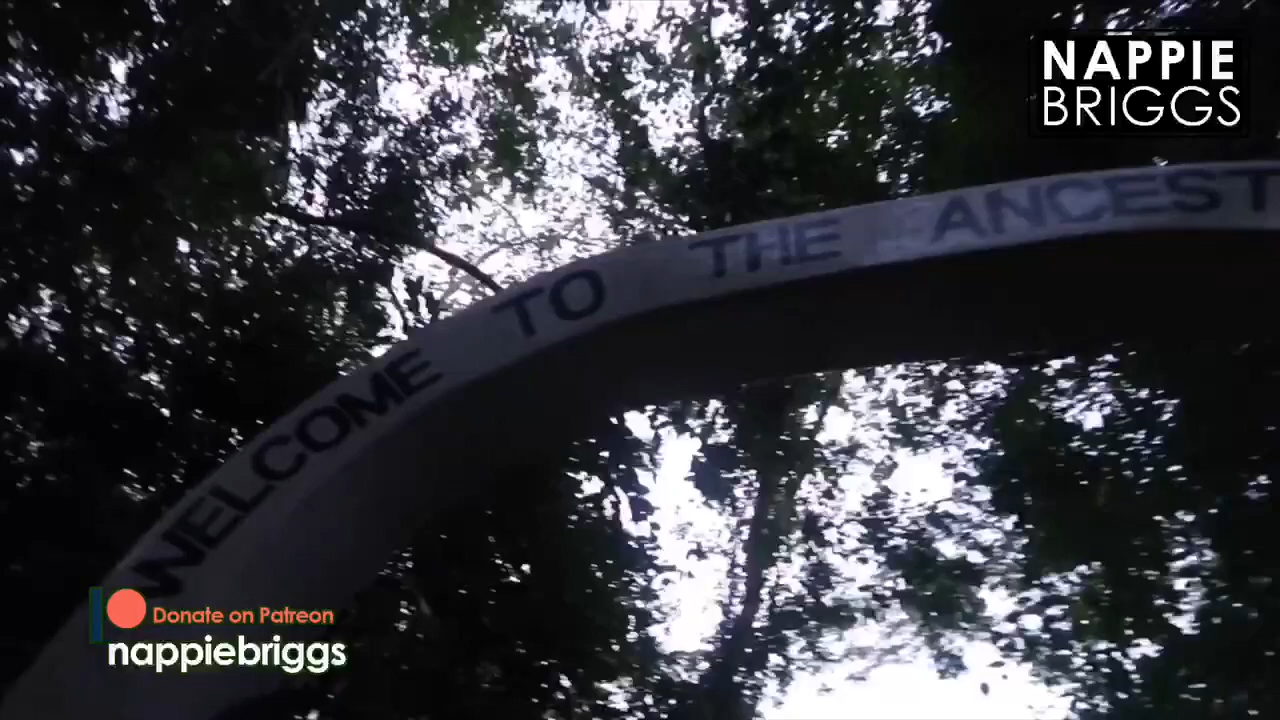 NAPPIE
BRIGGS
WELCOME TO THE ANCEST
Donate on Patreon
nappiebriggs